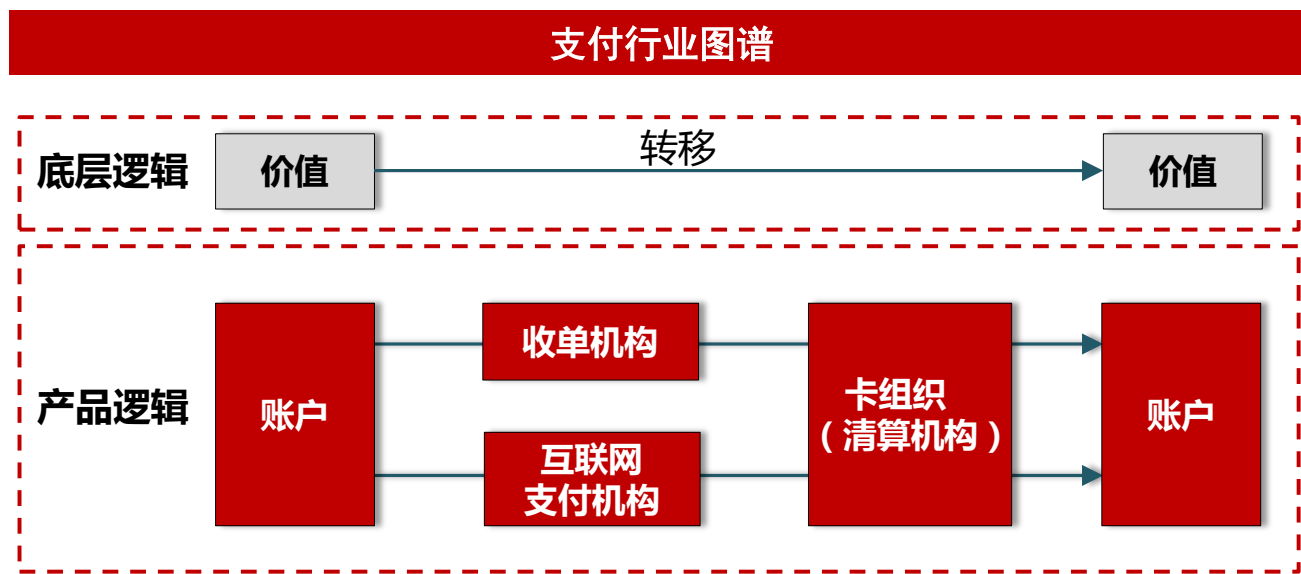 支付行业图谱
底层逻辑
价值
转移
价值
产品逻辑
账户
收单机构
互联网
支付机构
卡组织
（清算机构）
账户